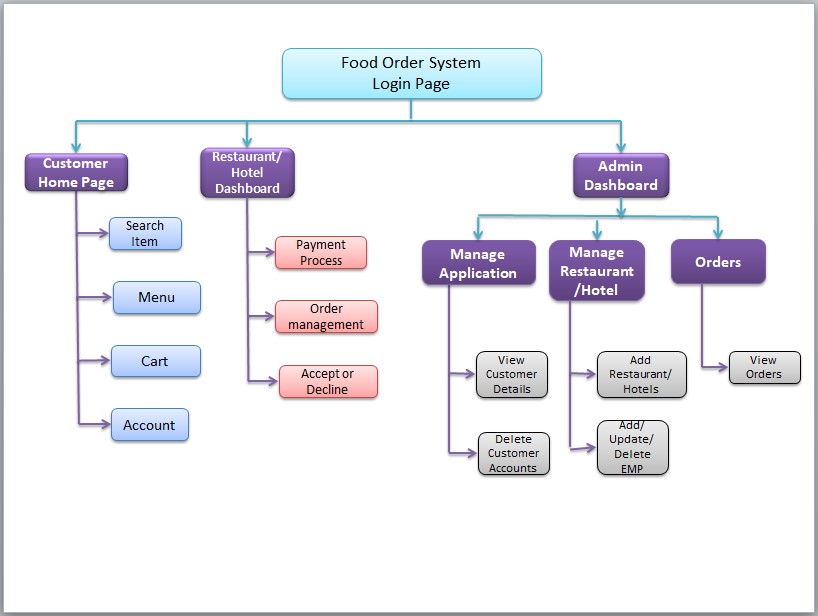 Food Order System
Login Page
Customer
Home Page
Restaurant/
Hotel
Dashboard
Admin
Dashboard
Search
Item
Menu
Cart
Account
Payment
Process
Order
management
Accept or
Decline
Manage
Application
Manage
Restaurant
/Hotel
Orders
View
Customer
Details
Delete
Customer
Accounts
Add
Restaurant/
Hotels
Add/
Update/
Delete
EMP
View
Orders